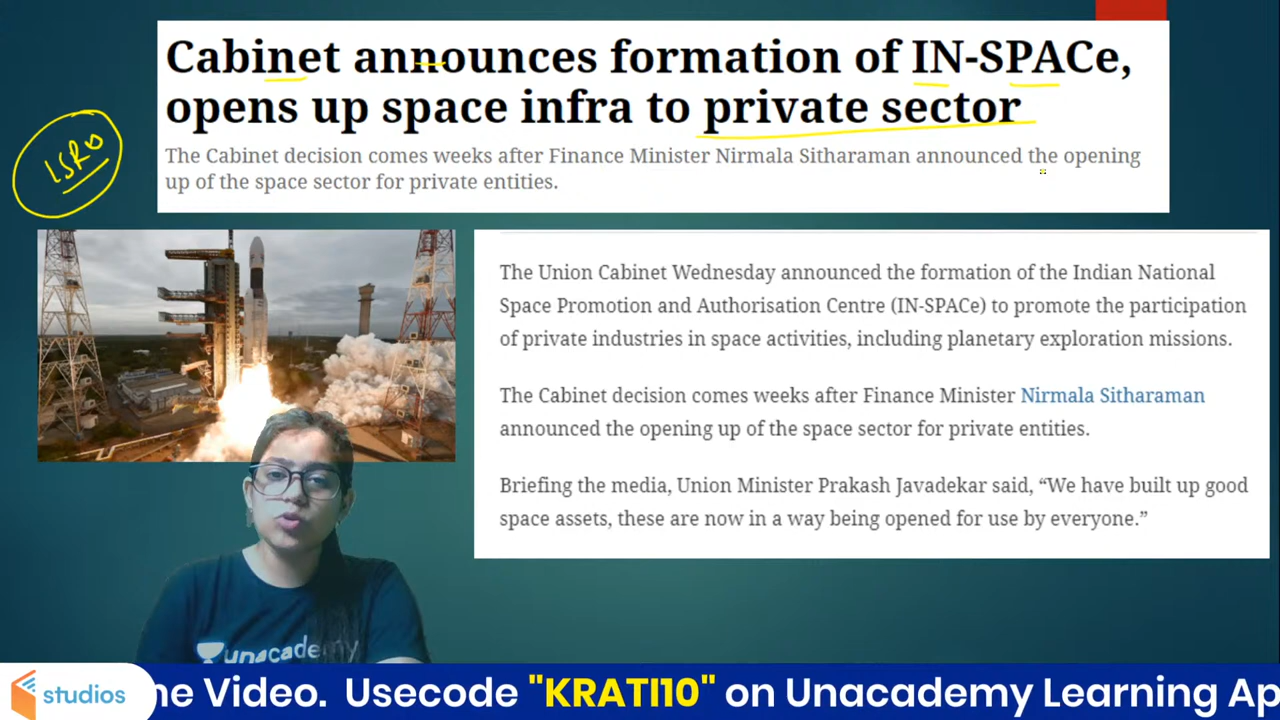 Cabinet announces formation of IN-SPACe,
opens up space infra to private sector
ISRO
The Cabinet decision comes weeks after Finance Minister Nirmala Sitharaman announced the opening
up of the space sector for private entities.
The Union Cabinet Wednesday announced the formation of the Indian National
Space Promotion and Authorisation Centre (IN-SPACe) to promote the participation
of private industries in space activities, including planetary exploration missions.
The Cabinet decision comes weeks after Finance Minister Nirmala Sitharaman
announced the opening up of the space sector for private entities.
Briefing the media, Union Minister Prakash Javadekar said, “We have built up good
space assets, these are now in a way being opened for use by everyone.”
unacademy
studios
he Video. Usecode "KRATI10" on Unacademy Learning Ap